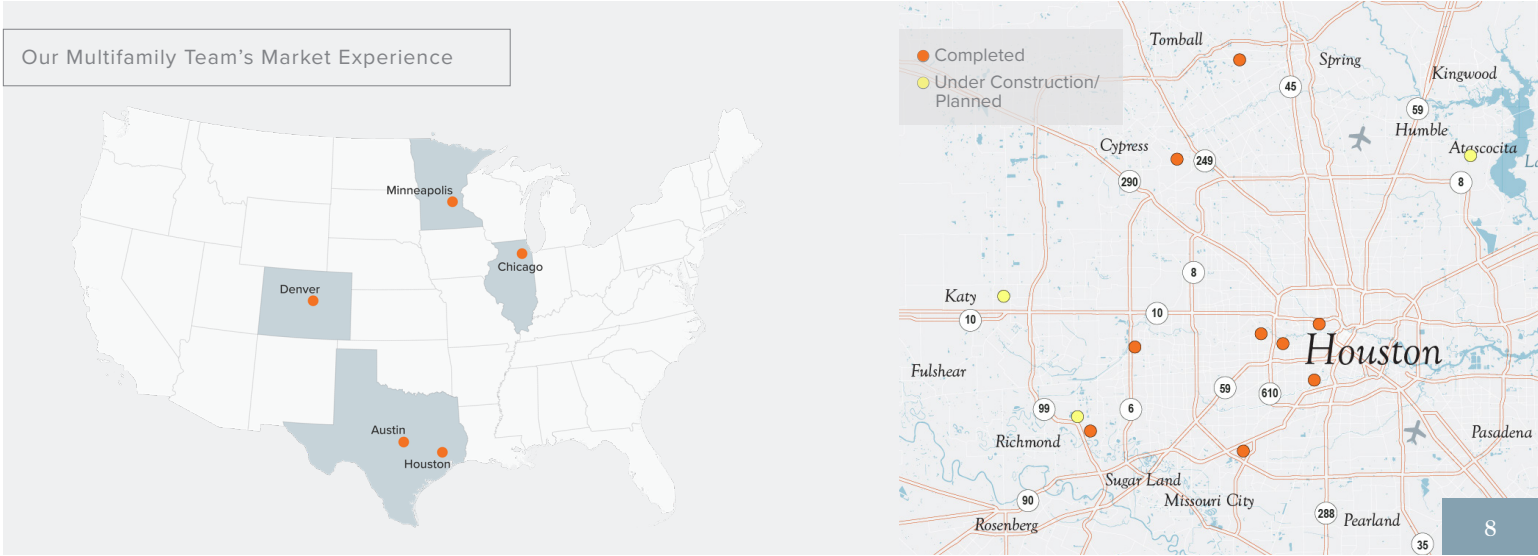 Our Multifamily Team's Market Experience
Minneapolis
Chicago
Denver
Austin
Houston
Completed
Under Construction/
Planned
Tomball
Spring
45
Kingwood
59
Humble
Atascocita
Cypress
249
290
8
8
Katy
10
10
Houston
Fulshear
59
610
99
6
Richmond
Pasadena
Sugar Land
Missouri City
90
Rosenberg
288
Pearland
35
8